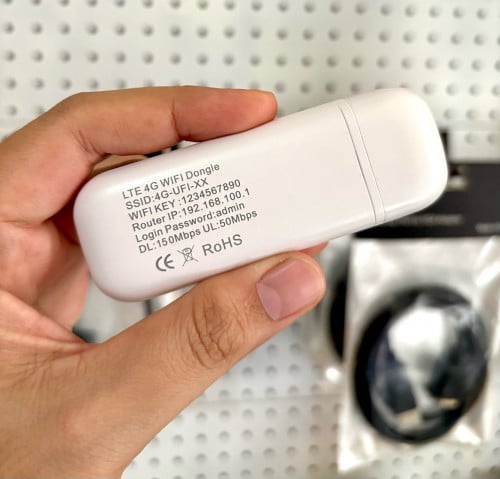 LTE 4G WIFI Dongle
SSID:4G-UFI-XX
WIFI KEY :1234567890
Router IP:192.168.100.1
Login Password:admin
DL:150Mbps UL:50Mbps
CE RoHS